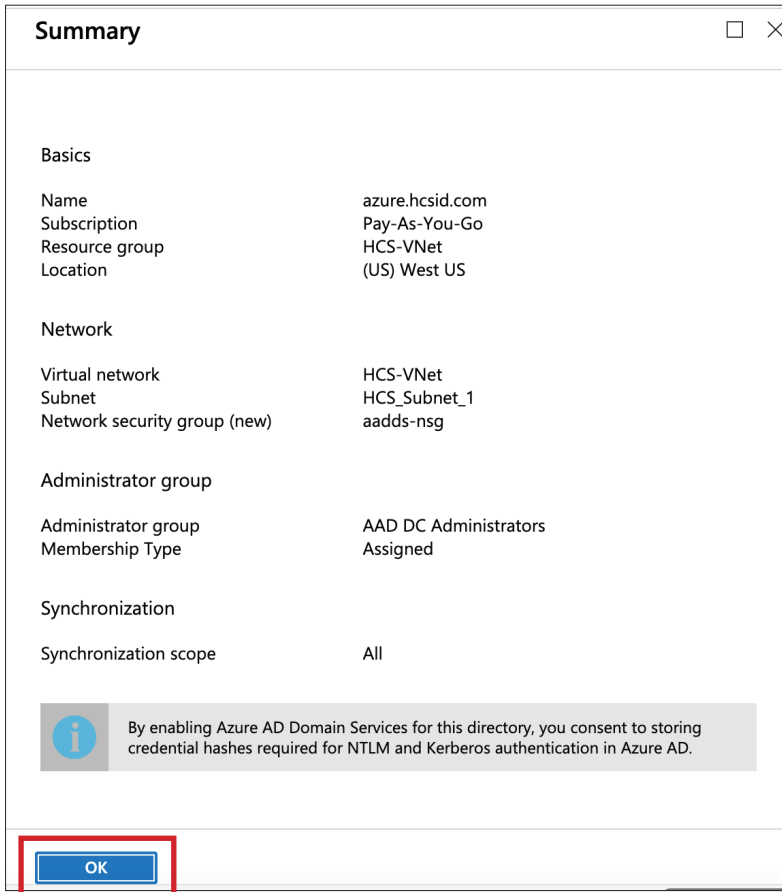 Summary
Basics
Name azure.hcsid.com
Subscription Pay-As-You-Go
Resource group HCS-VNet
Location (US) West US
Network
Virtual network HCS-VNet
Subnet HCS_Subnet_1
Network security group (new) aadds-nsg
Administrator group
Administrator group AAD DC Administrators
Membership Type Assigned
Synchronization
Synchronization scope All
By enabling Azure AD Domain Services for this directory, you consent to storing
credential hashes required for NTLM and Kerberos authentication in Azure AD.
OK